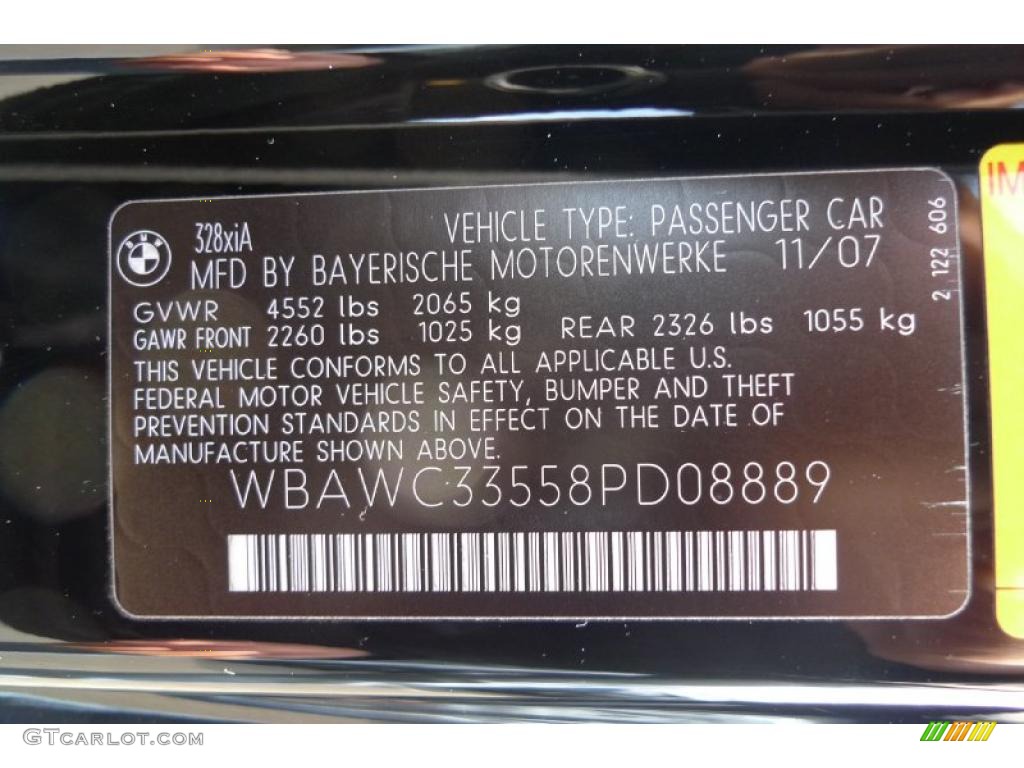 328xiA
VEHICLE TYPE: PASSENGER CAR
MFD BY BAYERISCHE MOTORENWERKE 11/07
GVWR 4552 lbs 2065 kg
GAWR FRONT 2260 lbs 1025 kg REAR 2326 lbs 1055 kg
THIS VEHICLE CONFORMS TO ALL APPLICABLE U.S.
FEDERAL MOTOR VEHICLE SAFETY, BUMPER AND THEFT
PREVENTION STANDARDS IN EFFECT ON THE DATE OF
MANUFACTURE SHOWN ABOVE.
WBAWC33558PD08889
2 122 606
BMW
IM
GTCarlot.com